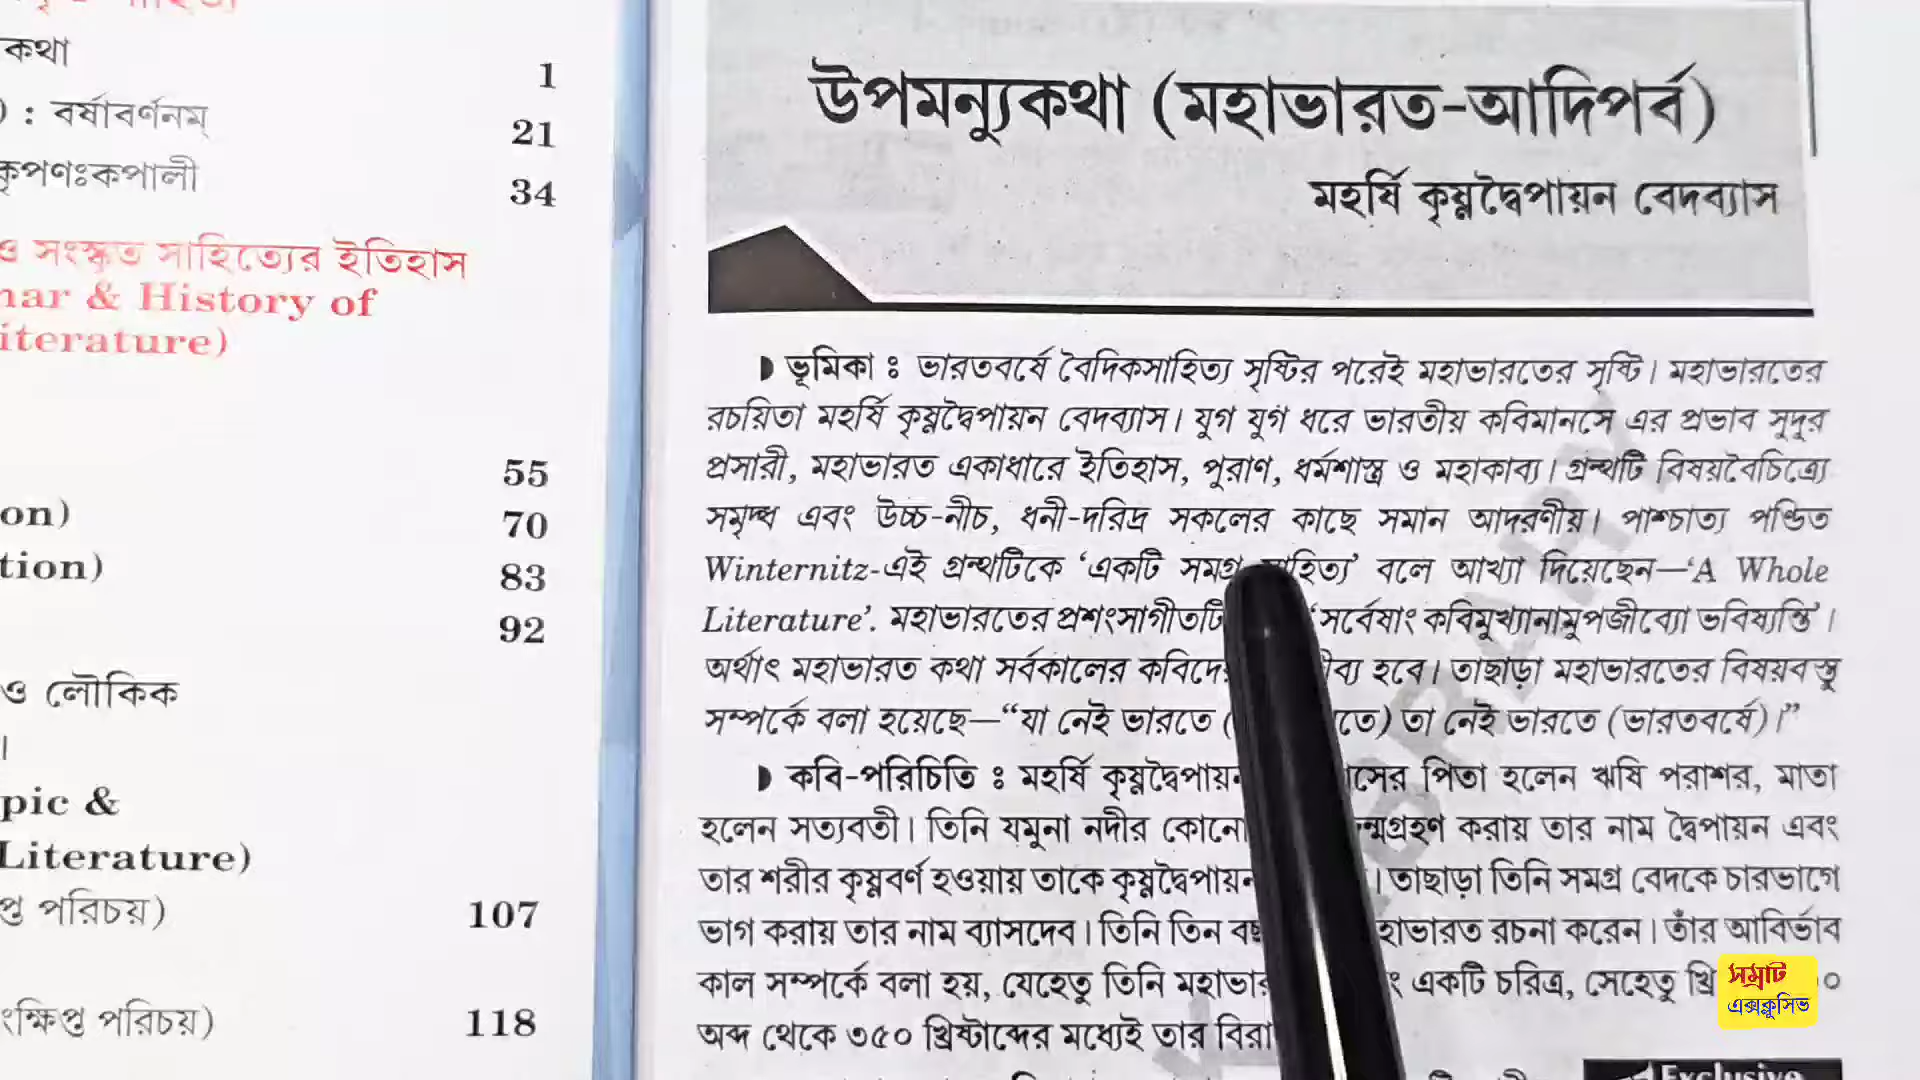 কথা
1
) : বর্ষাবর্ণনম্
21
কৃপণঃকপালী
34
ও সংস্কৃত সাহিত্যের ইতিহাস
nar & History of
iterature)
55
on)
70
tion)
83
92
ও লৌকিক
।
pic &
Literature)
প্ত পরিচয়)
107
ংক্ষিপ্ত পরিচয়)
118
উপমন্যুকথা (মহাভারত-আদিপর্ব)
মহর্ষি কৃষ্ণদ্বৈপায়ন বেদব্যাস
ভূমিকা : ভারতবর্ষে বৈদিকসাহিত্য সৃষ্টির পরেই মহাভারতের সৃষ্টি। মহাভারতের
রচয়িতা মহর্ষি কৃষ্ণদ্বৈপায়ন বেদব্যাস। যুগ যুগ ধরে ভারতীয় কবিমানসে এর প্রভাব সুদূর
প্রসারী, মহাভারত একাধারে ইতিহাস, পুরাণ, ধর্মশাস্ত্র ও মহাকাব্য। গ্রন্থটি বিষয়বৈচিত্র্যে
সমৃদ্ধ এবং উচ্চ-নীচ, ধনী-দরিদ্র সকলের কাছে সমান আদরণীয়। পাশ্চাত্য পণ্ডিত
Winternitz-এই গ্রন্থটিকে ‘একটি সমগ্র সাহিত্য’ বলে আখ্যা দিয়েছেন—‘A Whole
Literature’. মহাভারতের প্রশংসাগীতটি ‘সর্বেষাং কবিমুখ্যানামুপজীব্যো ভবিষ্যন্তি’।
অর্থাৎ মহাভারত কথা সর্বকালের হবে। তাছাড়া মহাভারতের বিষয়বস্তু
সম্পর্কে বলা হয়েছে—“যা নেই ভারতে ( তা নেই ভারতে (ভারতবর্ষে)।”
কবি-পরিচিতি : মহর্ষি কৃষ্ণদ্বৈপায়ন পিতা হলেন ঋষি পরাশর, মাতা
হলেন সত্যবতী। তিনি যমুনা নদীর কোনো করায় তার নাম দ্বৈপায়ন এবং
তার শরীর কৃষ্ণবর্ণ হওয়ায় তাকে কৃষ্ণদ্বৈপায়ন । তাছাড়া তিনি সমগ্র বেদকে চারভাগে
ভাগ করায় তার নাম ব্যাসদেব। তিনি তিন রচনা করেন। তাঁর আবির্ভাব
কাল সম্পর্কে বলা হয়, যেহেতু তিনি একটি চরিত্র, সেহেতু
অব্দ থেকে ৩৫০ খ্রিষ্টাব্দের মধ্যেই তার
সম্রাট
এক্সক্লুসিভ
Exclusive